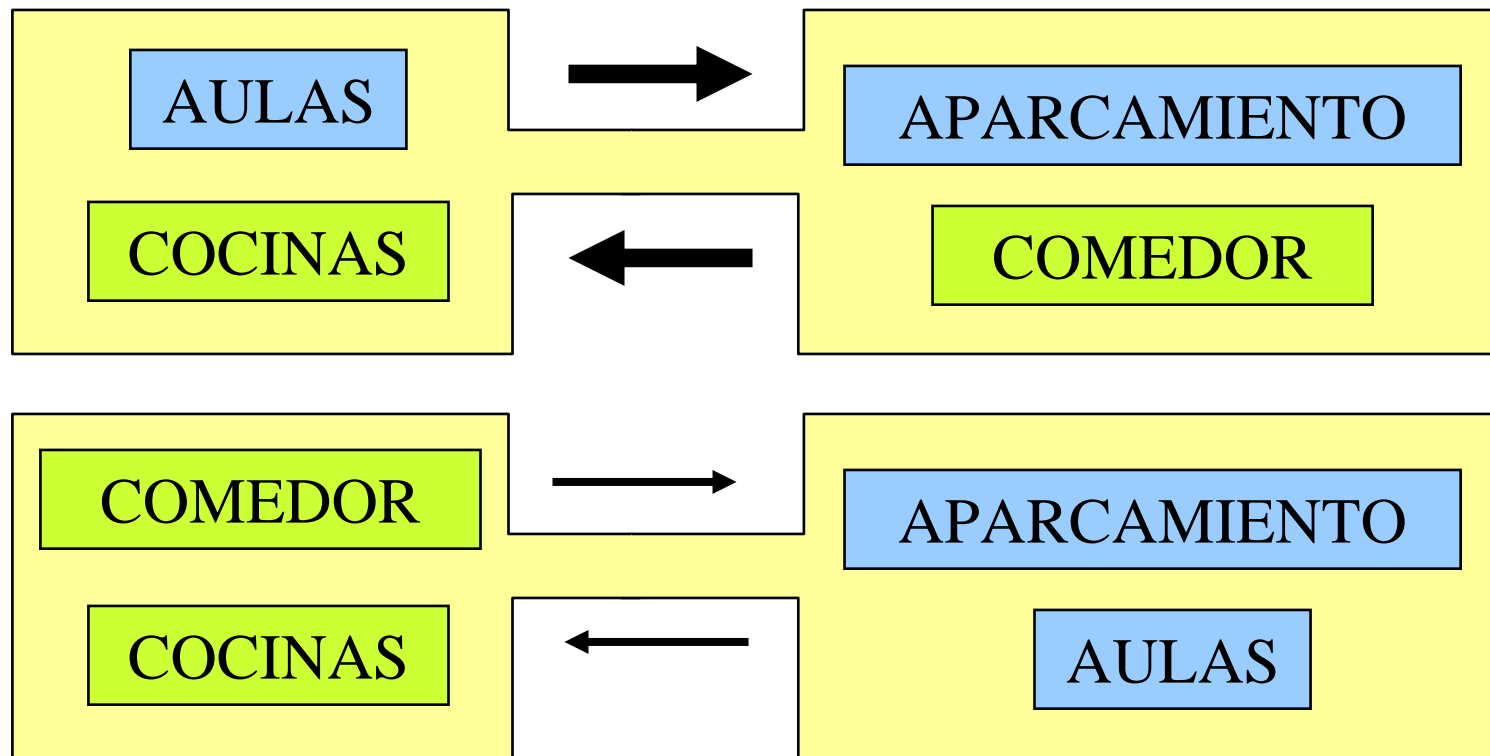 AULAS
APARCAMIENTO
COCINAS
COMEDOR
COMEDOR
APARCAMIENTO
COCINAS
AULAS